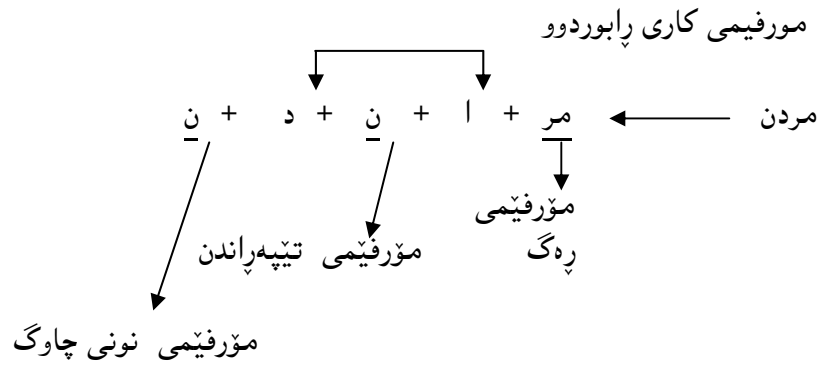 مورفیمی کاری ڕابوردوو
مردن مر + ا + ن + د + ن
مۆرفێمی
ڕەگ
مۆرفێمی تێپەڕاندن
مۆرفێمی نونی چاوگ